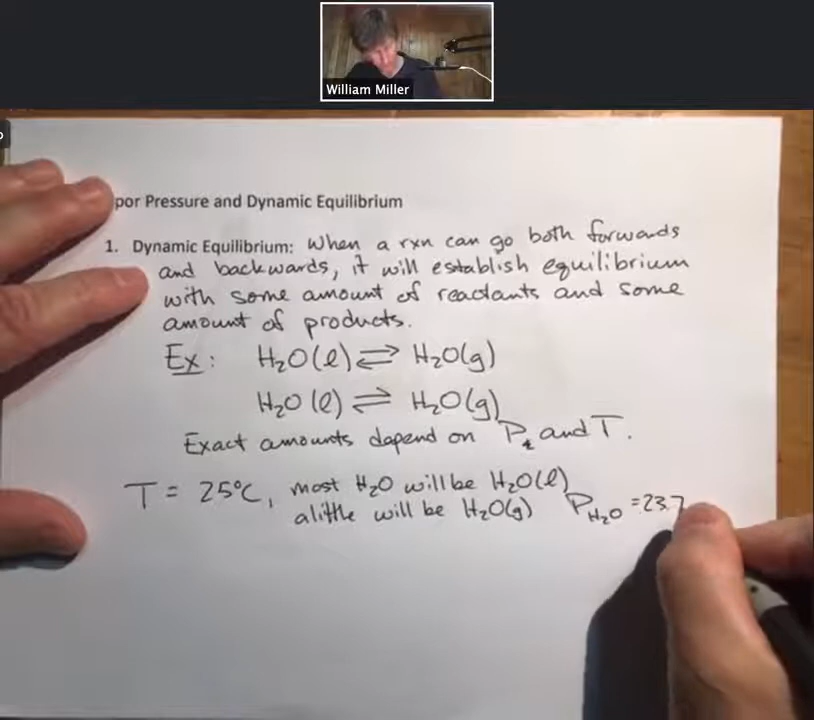 William Miller
por Pressure and Dynamic Equilibrium
1. Dynamic Equilibrium: When a rxn can go both forwards
and backwards, it will establish equilibrium
with some amount of reactants and some
amount of products.
Ex: H₂O(l) ⇌ H₂O(g)
H₂O(l) ⇌ H₂O(g)
Exact amounts depend on P, and T.
T = 25°C, most H₂O will be H₂O(l)
a little will be H₂O(g) P H₂O = 23.7